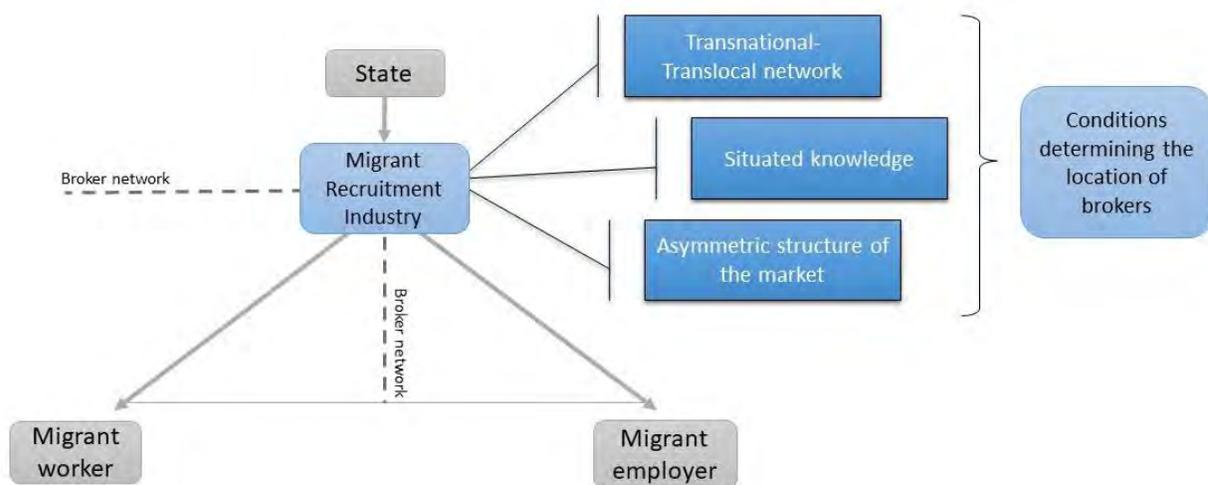 State
Migrant
Recruitment
Industry
Broker network
Broker network
Migrant
worker
Migrant
employer
Transnational-
Translocal network
Situated knowledge
Asymmetric structure of
the market
Conditions
determining the
location of
brokers